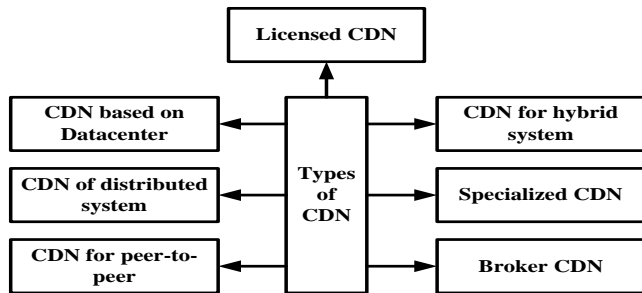 Licensed CDN
CDN based on
Datacenter
CDN for hybrid
system
Types
of
CDN
CDN of distributed
system
Specialized CDN
CDN for peer-to-
peer
Broker CDN